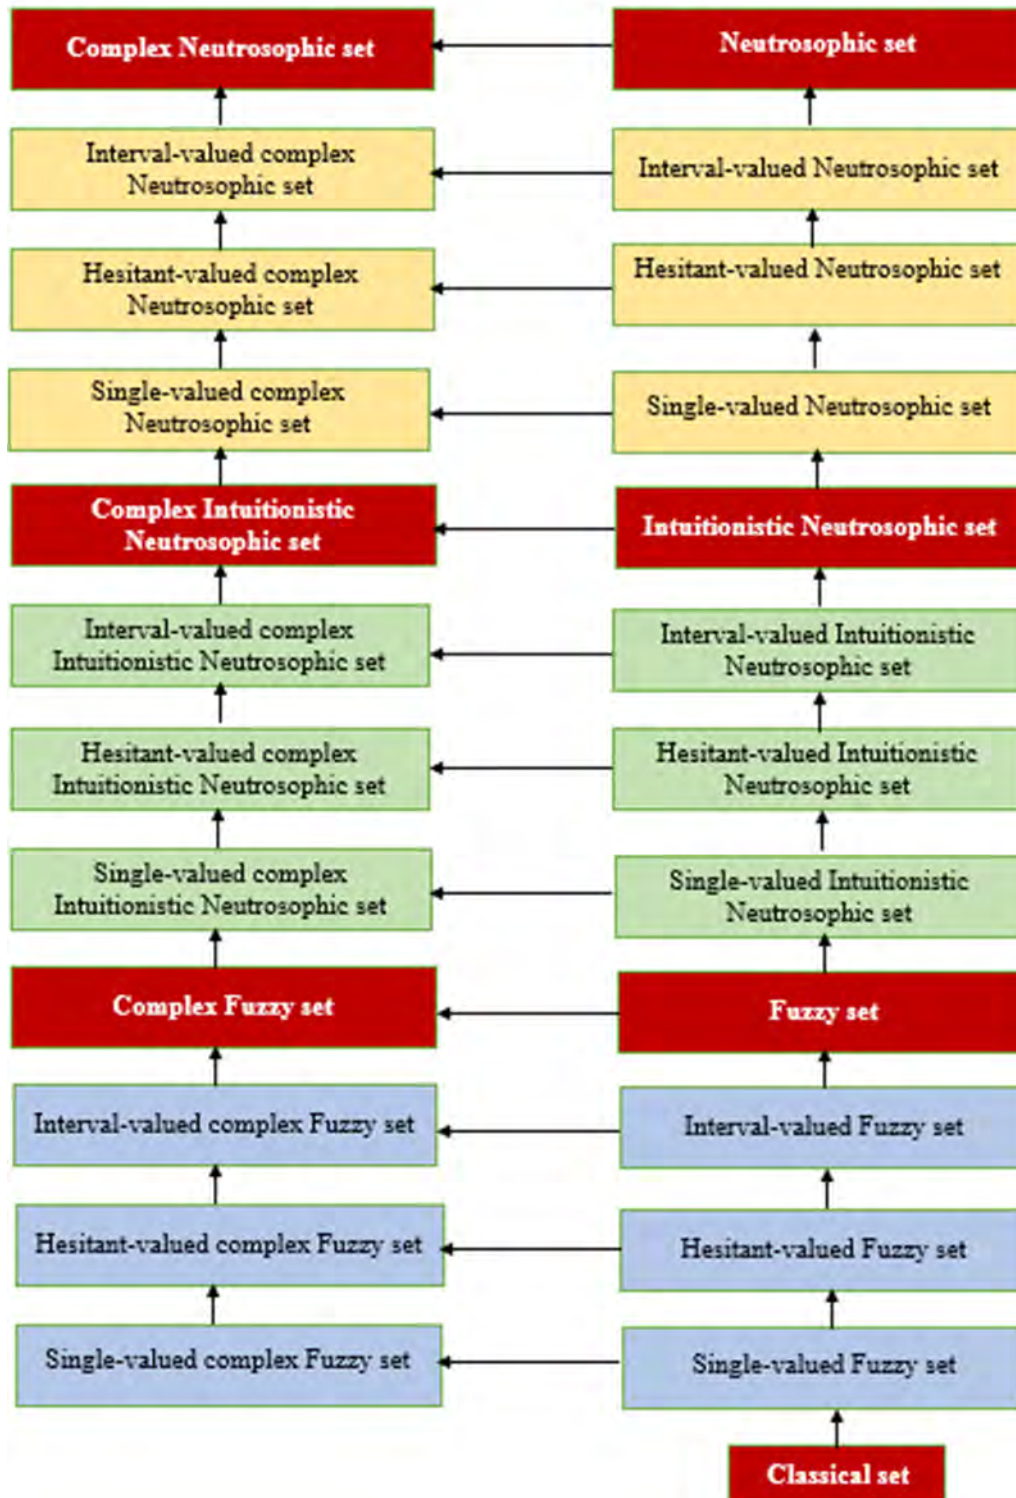 Complex Neutrosophic set
Neutrosophic set
Interval-valued complex
Neutrosophic set
Interval-valued Neutrosophic set
Hesitant-valued complex
Neutrosophic set
Hesitant-valued Neutrosophic set
Single-valued complex
Neutrosophic set
Single-valued Neutrosophic set
Complex Intuitionistic
Neutrosophic set
Intuitionistic Neutrosophic set
Interval-valued complex
Intuitionistic Neutrosophic set
Interval-valued Intuitionistic
Neutrosophic set
Hesitant-valued complex
Intuitionistic Neutrosophic set
Hesitant-valued Intuitionistic
Neutrosophic set
Single-valued complex
Intuitionistic Neutrosophic set
Single-valued Intuitionistic
Neutrosophic set
Complex Fuzzy set
Fuzzy set
Interval-valued complex Fuzzy set
Interval-valued Fuzzy set
Hesitant-valued complex Fuzzy set
Hesitant-valued Fuzzy set
Single-valued complex Fuzzy set
Single-valued Fuzzy set
Classical set